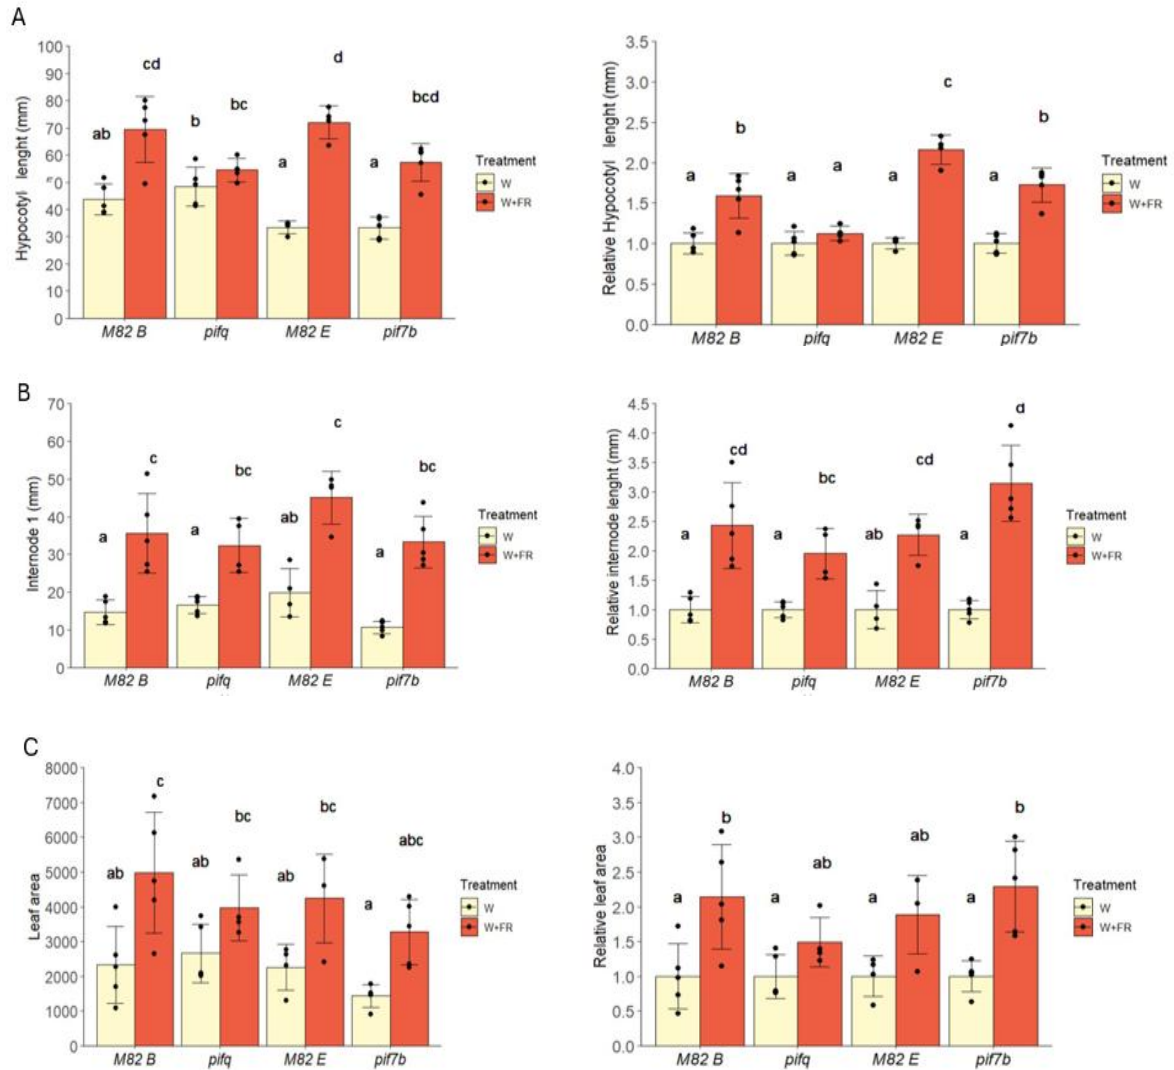 A
Hypocotyl lenght (mm)
100
90
80
70
60
50
40
30
20
10
0
ab
cd
b
bc
a
d
a
bcd
M82 B
pifq
M82 E
pif7b
Treatment
W
W+FR
Relative Hypocotyl lenght (mm)
3.5
3.0
2.5
2.0
1.5
1.0
0.5
0.0
a
b
a
a
a
c
a
b
M82 B
pifq
M82 E
pif7b
Treatment
W
W+FR
B
Internode 1 (mm)
70
60
50
40
30
20
10
0
a
c
a
bc
ab
c
a
bc
M82 B
pifq
M82 E
pif7b
Treatment
W
W+FR
Relative internode lenght (mm)
4.5
4.0
3.5
3.0
2.5
2.0
1.5
1.0
0.5
0.0
a
cd
a
bc
ab
cd
a
d
M82 B
pifq
M82 E
pif7b
Treatment
W
W+FR
C
Leaf area
8000
7000
6000
5000
4000
3000
2000
1000
0
ab
c
ab
bc
ab
bc
a
abc
M82 B
pifq
M82 E
pif7b
Treatment
W
W+FR
Relative leaf area
4.0
3.5
3.0
2.5
2.0
1.5
1.0
0.5
0.0
a
b
a
ab
a
ab
a
b
M82 B
pifq
M82 E
pif7b
Treatment
W
W+FR